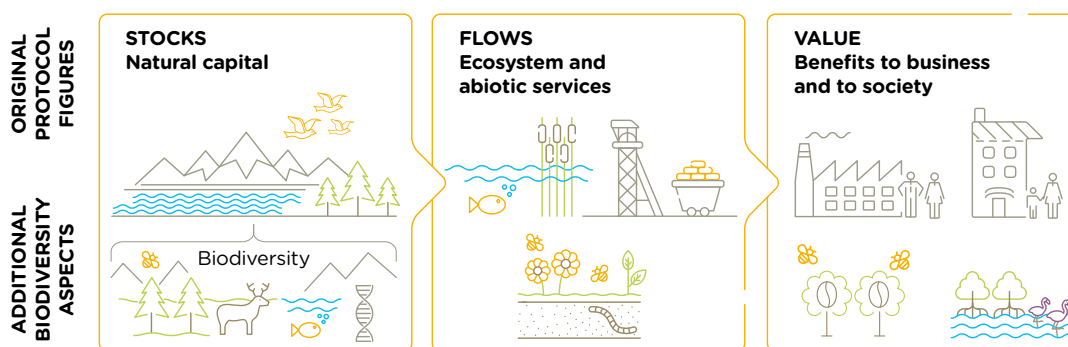 ORIGINAL
PROTOCOL
FIGURES
STOCKS
Natural capital
FLOWS
Ecosystem and
abiotic services
VALUE
Benefits to business
and to society
ADDITIONAL
BIODIVERSITY
ASPECTS
Biodiversity